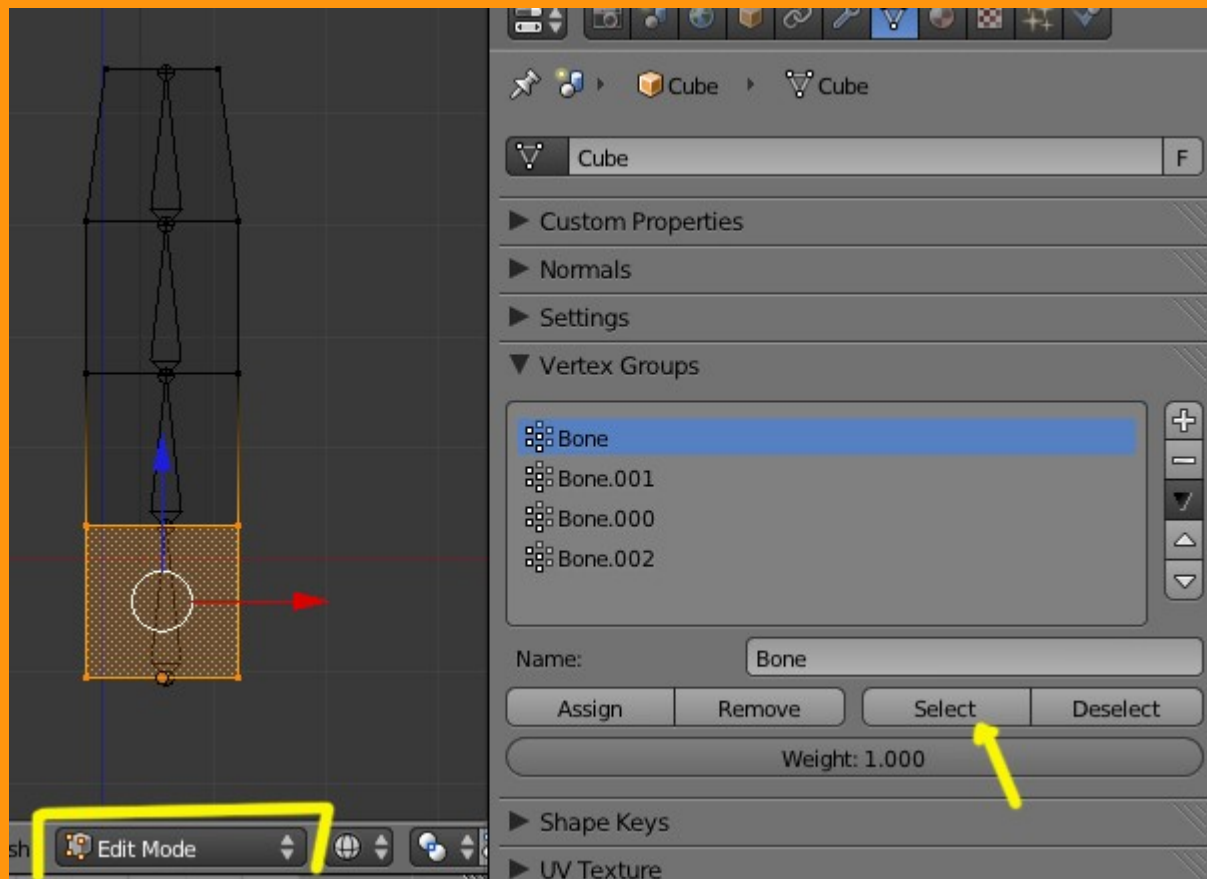 Cube Cube
Cube F
Custom Properties
Normals
Settings
Vertex Groups
Bone
Bone.001
Bone.000
Bone.002
Name: Bone
Assign Remove Select Deselect
Weight: 1.000
Shape Keys
sh Edit Mode
UV Texture